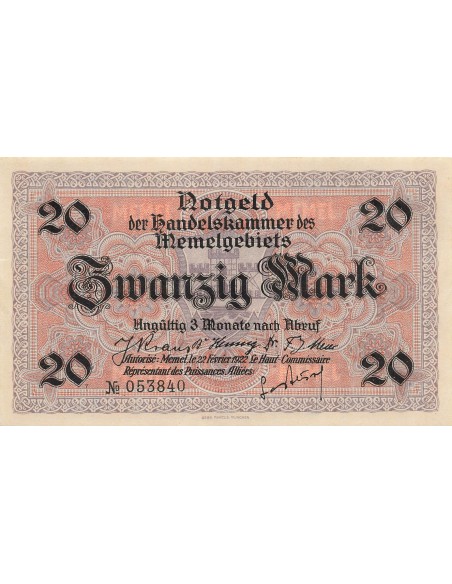 20 20
Notgeld
der Handelskammer des
Memelgebiets
Zwanzig Mark
Ungültig 3 Monate nach Abruf
Autorisé - Memel, le 22 février 1922 Le Haut-Commissaire
Représentant des Puissances Alliées:
20 20
№ 053840